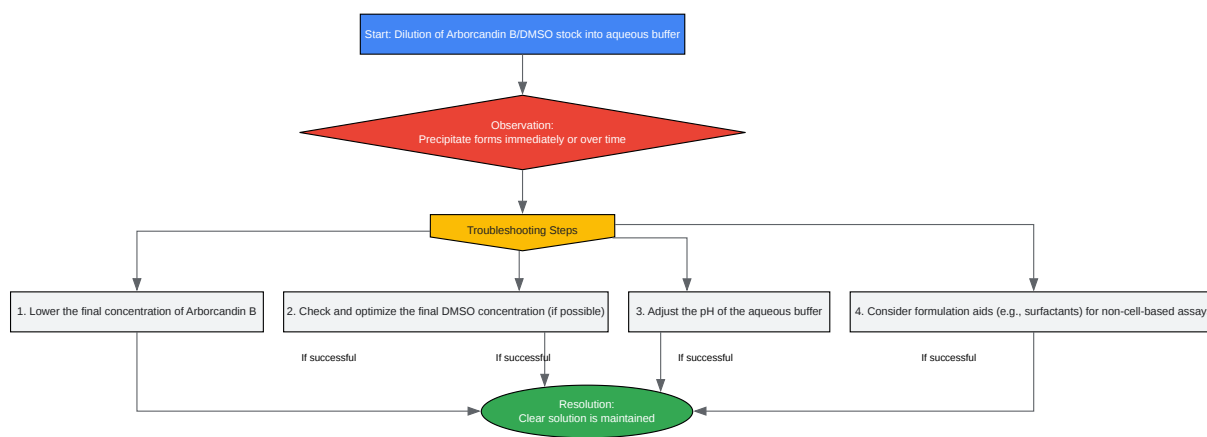 Start: Dilution of Arborcandin B/DMSO stock into aqueous buffer
Observation:
Precipitate forms immediately or over time
Troubleshooting Steps
1. Lower the final concentration of Arborcandin B
2. Check and optimize the final DMSO concentration (if possible)
3. Adjust the pH of the aqueous buffer
4. Consider formulation aids (e.g., surfactants) for non-cell-based assay
If successful
If successful
If successful
If successful
Resolution:
Clear solution is maintained